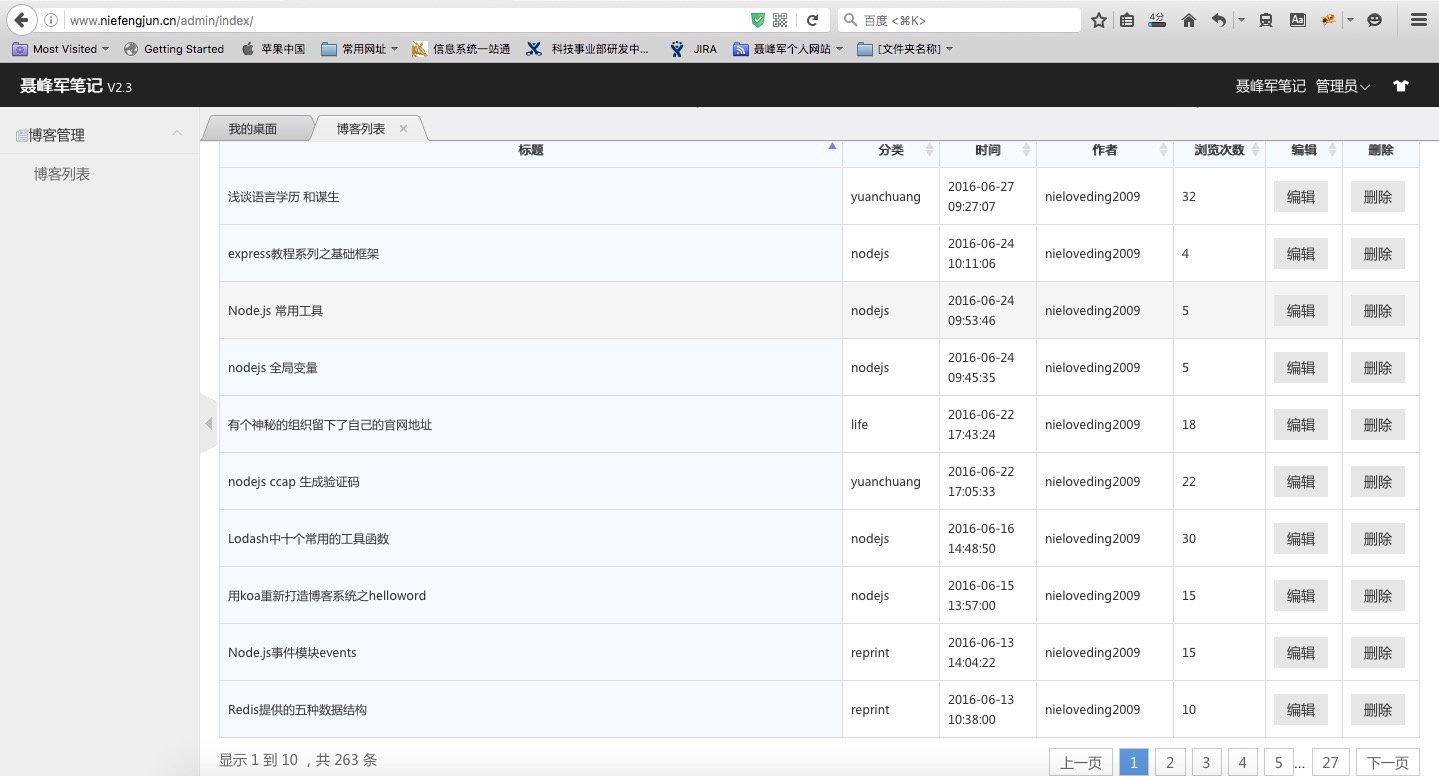 www.niefengjun.cn/admin/index/
百度 <⌘K>
4分
Aa
Most Visited
Getting Started
苹果中国
常用网址
信息系统一站通
科技事业部研发中...
JIRA
聂峰军个人网站
[文件夹名称]
聂峰军笔记 V2.3
聂峰军笔记 管理员
博客管理
博客列表
我的桌面
博客列表 ×
标题 分类 时间 作者 浏览次数 编辑 删除
浅谈语言学历 和谋生 yuanchuang 2016-06-27 09:27:07 nieloveding2009 32 编辑 删除
express教程系列之基础框架 nodejs 2016-06-24 10:11:06 nieloveding2009 4 编辑 删除
Node.js 常用工具 nodejs 2016-06-24 09:53:46 nieloveding2009 5 编辑 删除
nodejs 全局变量 nodejs 2016-06-24 09:45:35 nieloveding2009 5 编辑 删除
有个神秘的组织留下了自己的官网地址 life 2016-06-22 17:43:24 nieloveding2009 18 编辑 删除
nodejs ccap 生成验证码 yuanchuang 2016-06-22 17:05:33 nieloveding2009 22 编辑 删除
Lodash中十个常用的工具函数 nodejs 2016-06-16 14:48:50 nieloveding2009 30 编辑 删除
用koa重新打造博客系统之helloword nodejs 2016-06-15 13:57:00 nieloveding2009 15 编辑 删除
Node.js事件模块events reprint 2016-06-13 14:04:22 nieloveding2009 15 编辑 删除
Redis提供的五种数据结构 reprint 2016-06-13 10:38:00 nieloveding2009 10 编辑 删除
显示 1 到 10 ，共 263 条
上一页 1 2 3 4 5 ... 27 下一页